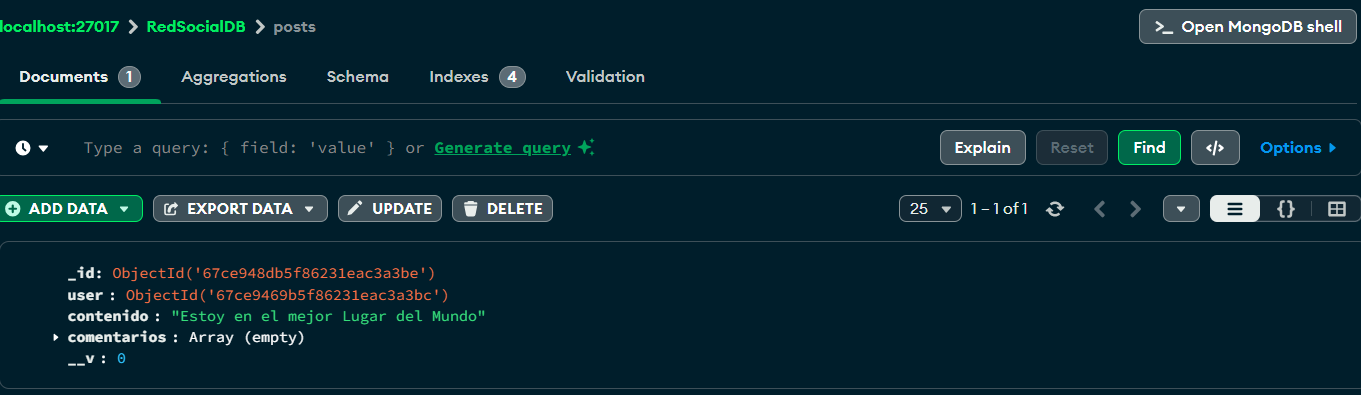 localhost:27017 > RedSocialDB > posts
>_ Open MongoDB shell
Documents 1 Aggregations Schema Indexes 4 Validation
Type a query: { field: 'value' } or Generate query
Explain Reset Find </> Options
ADD DATA EXPORT DATA UPDATE DELETE
25 1 – 1 of 1 {}
_id: ObjectId('67ce948db5f86231eac3a3be')
user : ObjectId('67ce9469b5f86231eac3a3bc')
contenido : "Estoy en el mejor Lugar del Mundo"
comentarios : Array (empty)
__v : 0